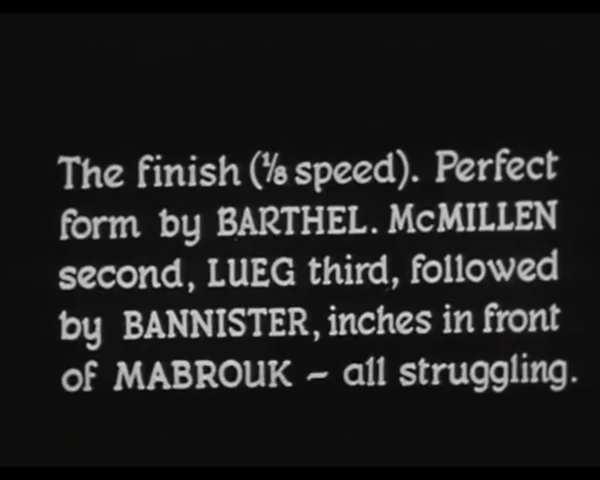 The finish (⅛ speed). Perfect
form by BARTHEL. McMILLEN
second, LUEG third, followed
by BANNISTER, inches in front
of MABROUK – all struggling.